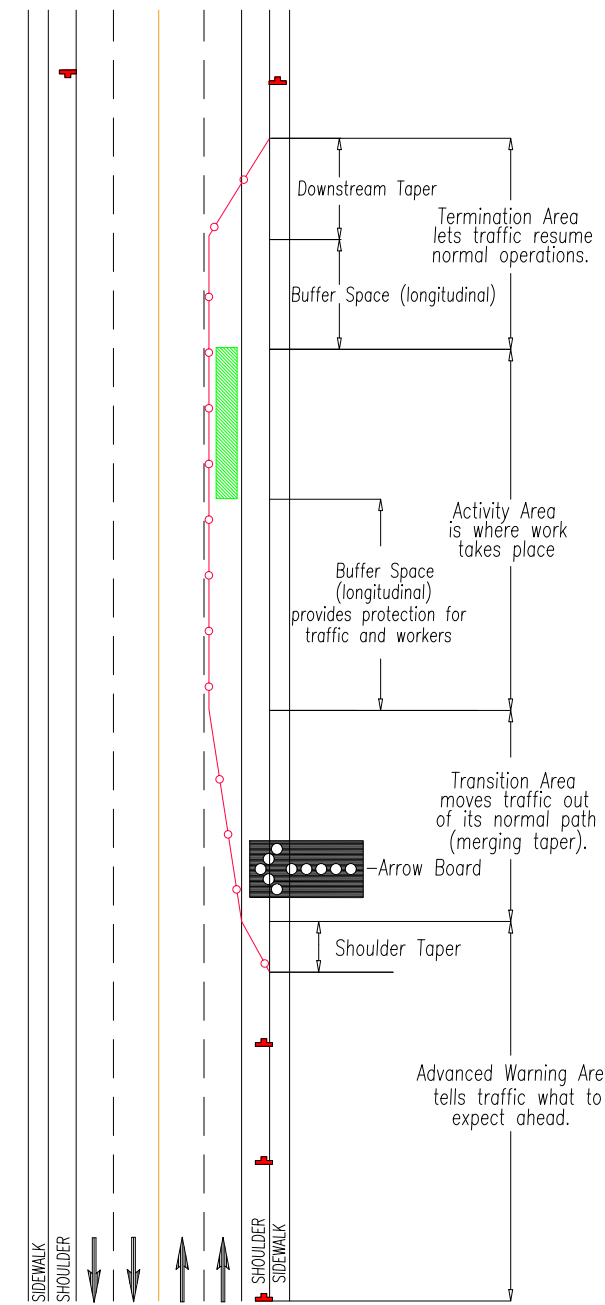 Downstream Taper
Termination Area
lets traffic resume
normal operations.
Buffer Space (longitudinal)
Activity Area
is where work
takes place
Buffer Space
(longitudinal)
provides protection for
traffic and workers
Transition Area
moves traffic out
of its normal path
(merging taper).
Arrow Board
Shoulder Taper
Advanced Warning Are
tells traffic what to
expect ahead.
SIDEWALK
SHOULDER
SHOULDER
SIDEWALK